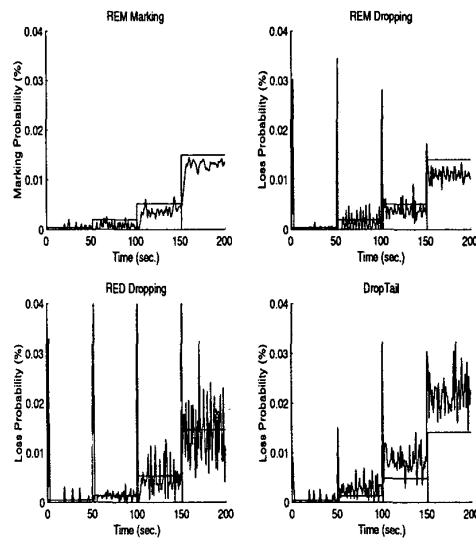 REM Marking
Marking Probability (%)
0.04
0.03
0.02
0.01
0
0 50 100 150 200
Time (sec.)
REM Dropping
Loss Probability (%)
0.04
0.03
0.02
0.01
0
0 50 100 150 200
Time (sec.)
RED Dropping
Loss Probability (%)
0.04
0.03
0.02
0.01
0
0 50 100 150 200
Time (sec.)
DropTail
Loss Probability (%)
0.04
0.03
0.02
0.01
0
0 50 100 150 200
Time (sec.)